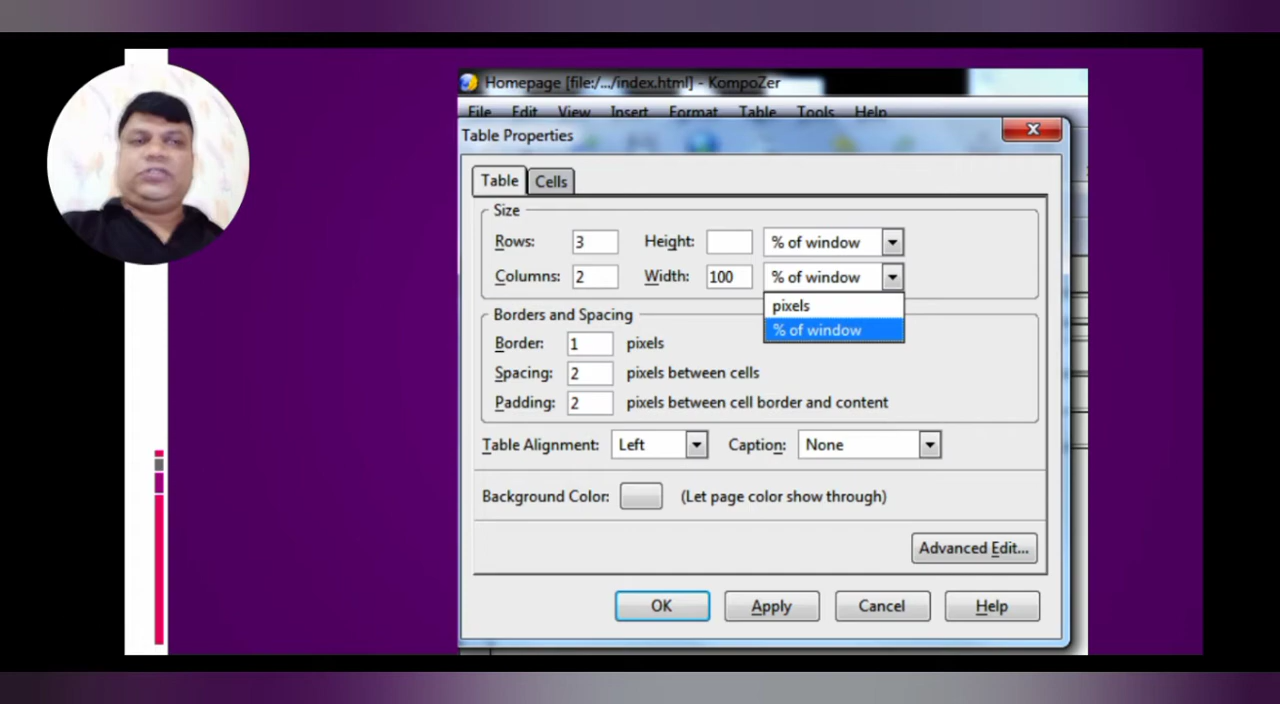 Homepage [file:/.../index.html] - KompoZer
File Edit View Insert Format Table Tools Help
Table Properties
Table Cells
Size
Rows: 3 Height: % of window
Columns: 2 Width: 100 % of window
pixels
% of window
Borders and Spacing
Border: 1 pixels
Spacing: 2 pixels between cells
Padding: 2 pixels between cell border and content
Table Alignment: Left Caption: None
Background Color: (Let page color show through)
Advanced Edit...
OK Apply Cancel Help